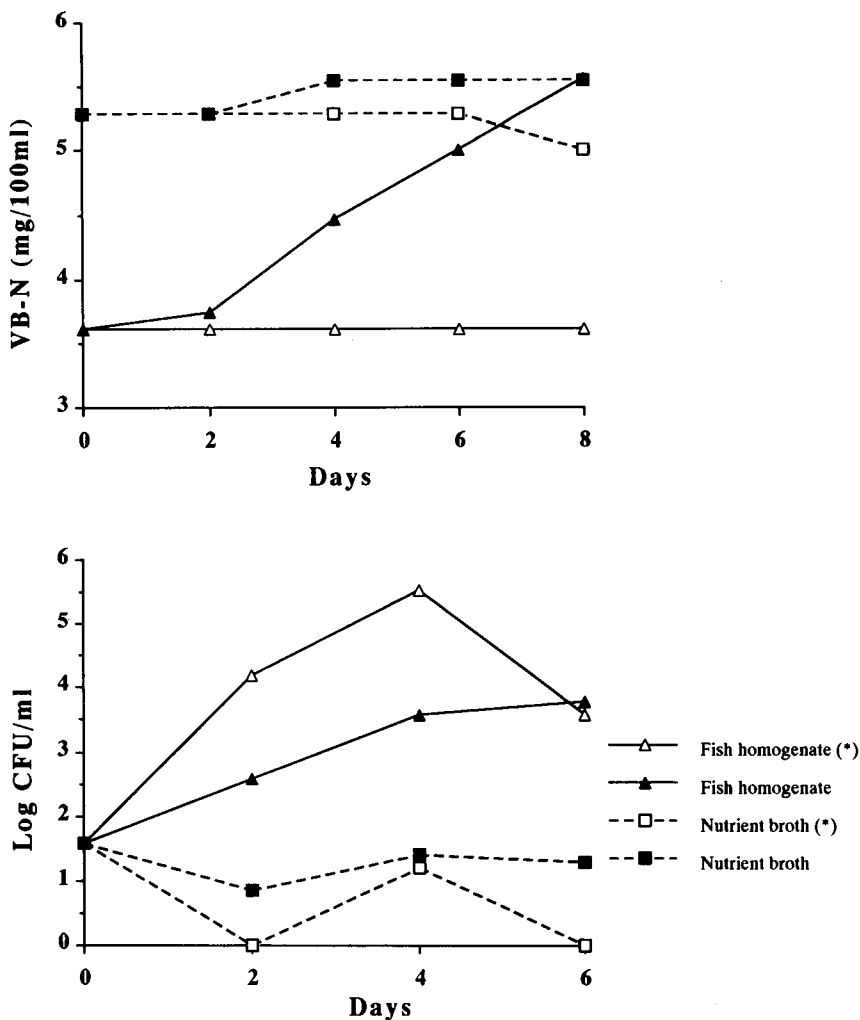 6
5
4
3
VB-N (mg/100ml)
0 2 4 6 8
Days
6
5
4
3
2
1
0
Log CFU/ml
0 2 4 6
Days
Fish homogenate (*)
Fish homogenate
Nutrient broth (*)
Nutrient broth